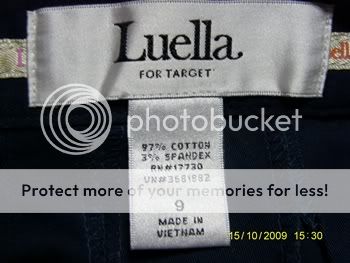 Luella
FOR TARGET
photobucket
97% COTTON
3% SPANDEX
RN#17730
Protect more of your memories for less!
9
MADE IN
VIETNAM
15/10/2009 15:30